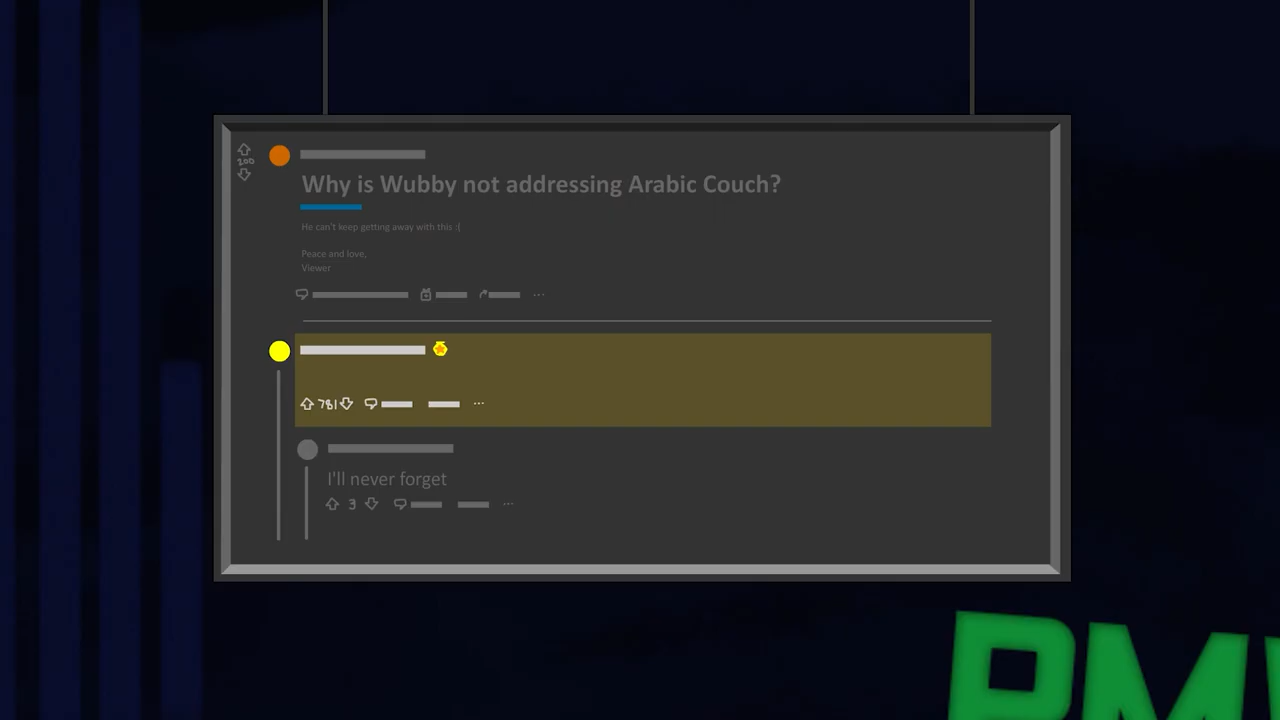 200
Why is Wubby not addressing Arabic Couch?
He can't keep getting away with this :(
Peace and love,
Viewer
781
I'll never forget
3